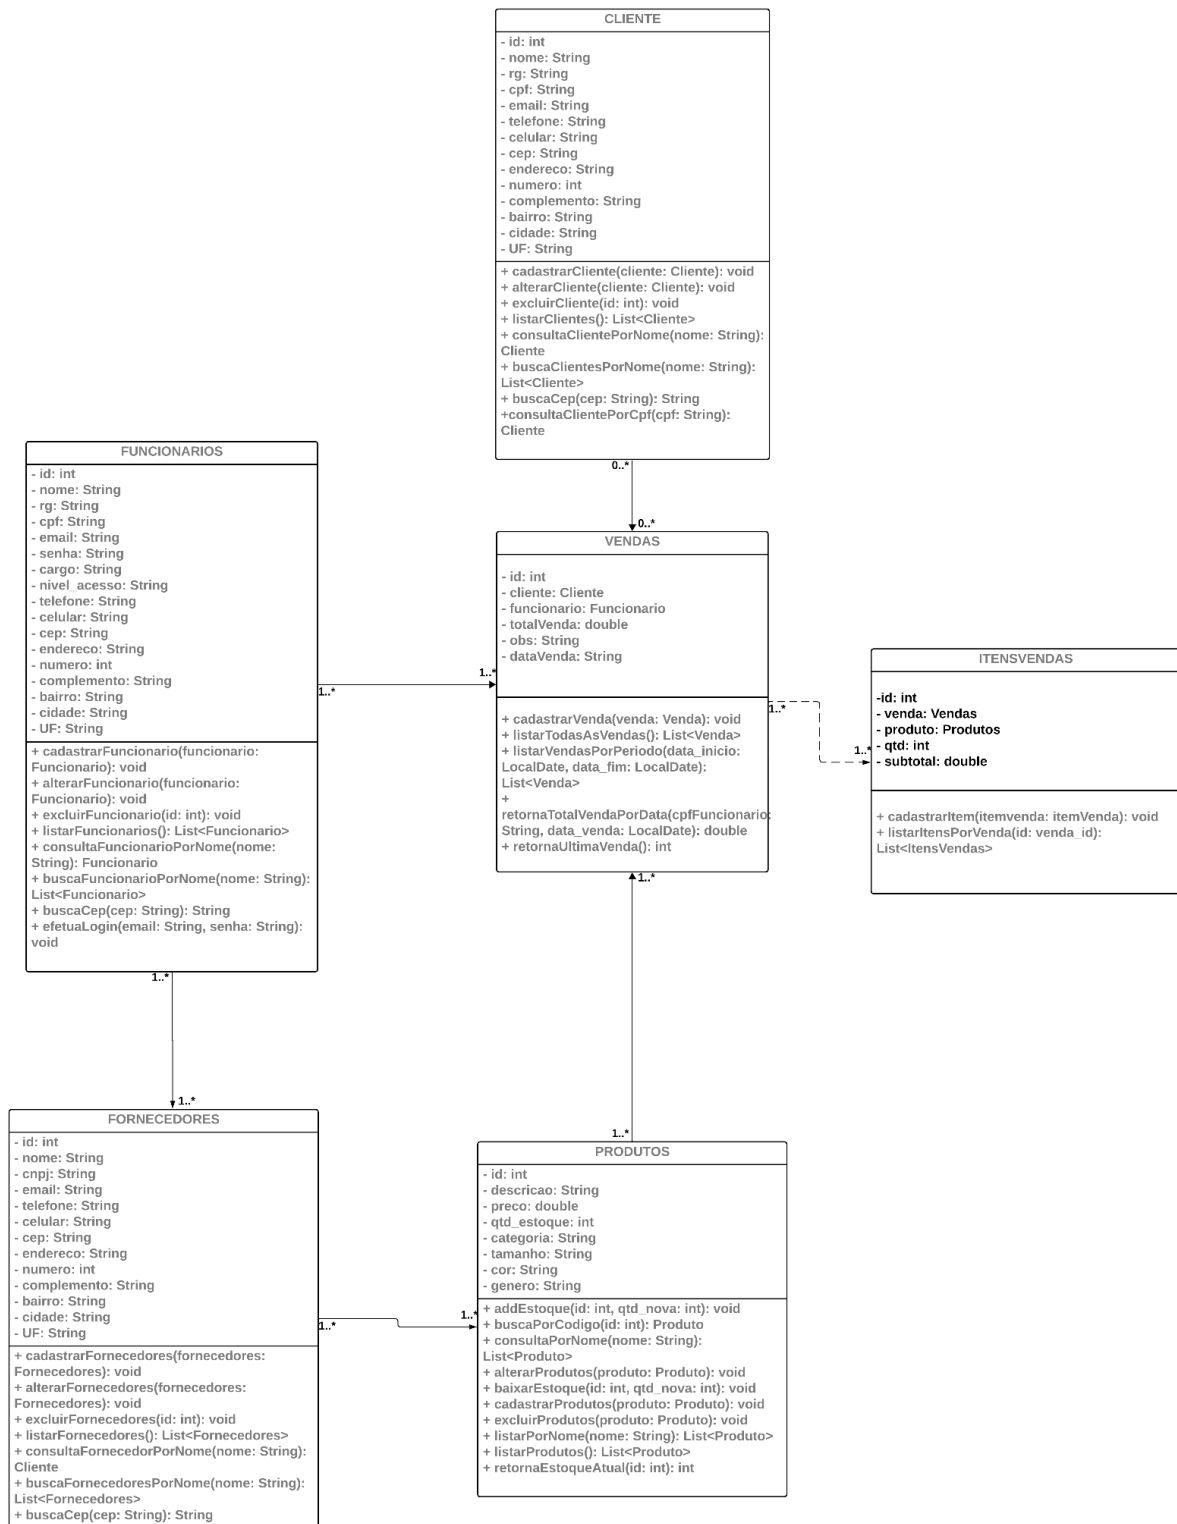 CLIENTE
- id: int
- nome: String
- rg: String
- cpf: String
- email: String
- telefone: String
- celular: String
- cep: String
- endereco: String
- numero: int
- complemento: String
- bairro: String
- cidade: String
- UF: String
+ cadastrarCliente(cliente: Cliente): void
+ alterarCliente(cliente: Cliente): void
+ excluirCliente(id: int): void
+ listarClientes(): List<Cliente>
+ consultaClientePorNome(nome: String):
Cliente
+ buscaClientesPorNome(nome: String):
List<Cliente>
+ buscaCep(cep: String): String
+consultaClientePorCpf(cpf: String):
Cliente
0..*
0..*
FUNCIONARIOS
- id: int
- nome: String
- rg: String
- cpf: String
- email: String
- senha: String
- cargo: String
- nivel_acesso: String
- telefone: String
- celular: String
- cep: String
- endereco: String
- numero: int
- complemento: String
- bairro: String
- cidade: String
- UF: String
+ cadastrarFuncionario(funcionario:
Funcionario): void
+ alterarFuncionario(funcionario:
Funcionario): void
+ excluirFuncionario(id: int): void
+ listarFuncionarios(): List<Funcionario>
+ consultaFuncionarioPorNome(nome:
String): Funcionario
+ buscaFuncionarioPorNome(nome: String):
List<Funcionario>
+ buscaCep(cep: String): String
+ efetuaLogin(email: String, senha: String):
void
1..*
1..*
VENDAS
- id: int
- cliente: Cliente
- funcionario: Funcionario
- totalVenda: double
- obs: String
- dataVenda: String
+ cadastrarVenda(venda: Venda): void
+ listarTodasAsVendas(): List<Venda>
+ listarVendasPorPeriodo(data_inicio:
LocalDate, data_fim: LocalDate):
List<Venda>
+
retornaTotalVendaPorData(cpfFuncionario:
String, data_venda: LocalDate): double
+ retornaUltimaVenda(): int
1..*
1..*
ITENSVENDAS
-id: int
- venda: Vendas
- produto: Produtos
- qtd: int
- subtotal: double
+ cadastrarItem(itemvenda: itemVenda): void
+ listarItensPorVenda(id: venda_id):
List<ItensVendas>
1..*
1..*
1..*
1..*
FORNECEDORES
- id: int
- nome: String
- cnpj: String
- email: String
- telefone: String
- celular: String
- cep: String
- endereco: String
- numero: int
- complemento: String
- bairro: String
- cidade: String
- UF: String
+ cadastrarFornecedores(fornecedores:
Fornecedores): void
+ alterarFornecedores(fornecedores:
Fornecedores): void
+ excluirFornecedores(id: int): void
+ listarFornecedores(): List<Fornecedores>
+ consultaFornecedorPorNome(nome: String):
Cliente
+ buscaFornecedoresPorNome(nome: String):
List<Fornecedores>
+ buscaCep(cep: String): String
1..*
1..*
PRODUTOS
- id: int
- descricao: String
- preco: double
- qtd_estoque: int
- categoria: String
- tamanho: String
- cor: String
- genero: String
+ addEstoque(id: int, qtd_nova: int): void
+ buscaPorCodigo(id: int): Produto
+ consultaPorNome(nome: String):
List<Produto>
+ alterarProdutos(produto: Produto): void
+ baixarEstoque(id: int, qtd_nova: int): void
+ cadastrarProdutos(produto: Produto): void
+ excluirProdutos(produto: Produto): void
+ listarPorNome(nome: String): List<Produto>
+ listarProdutos(): List<Produto>
+ retornaEstoqueAtual(id: int): int